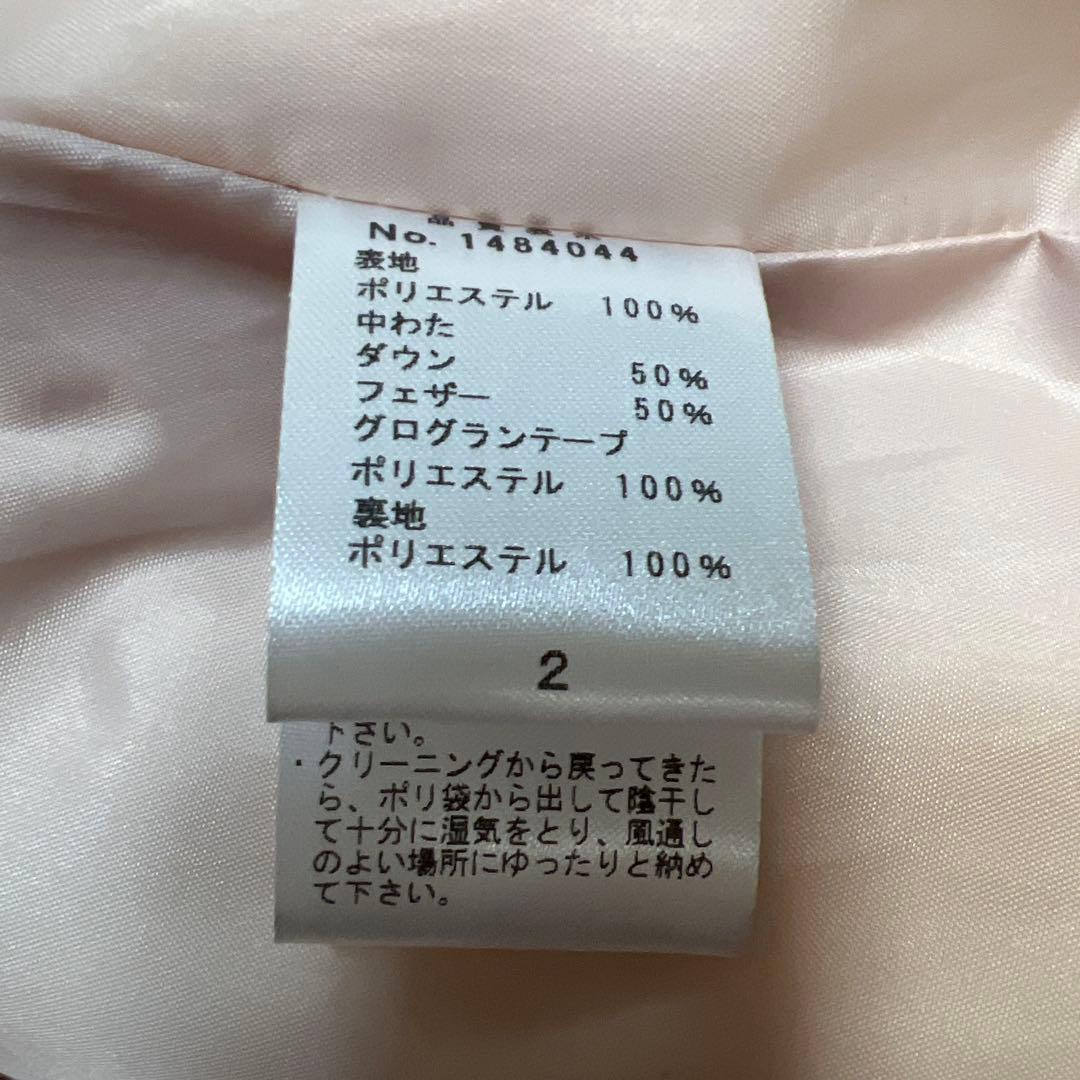 No. 1484044
表地
ポリエステル 100%
中わた
ダウン 50%
フェザー 50%
グログランテープ
ポリエステル 100%
裏地
ポリエステル 100%
2
下さい。
・クリーニングから戻ってきた
ら、ポリ袋から出して陰干し
て十分に湿気をとり、風通し
のよい場所にゆったりと納め
て下さい。